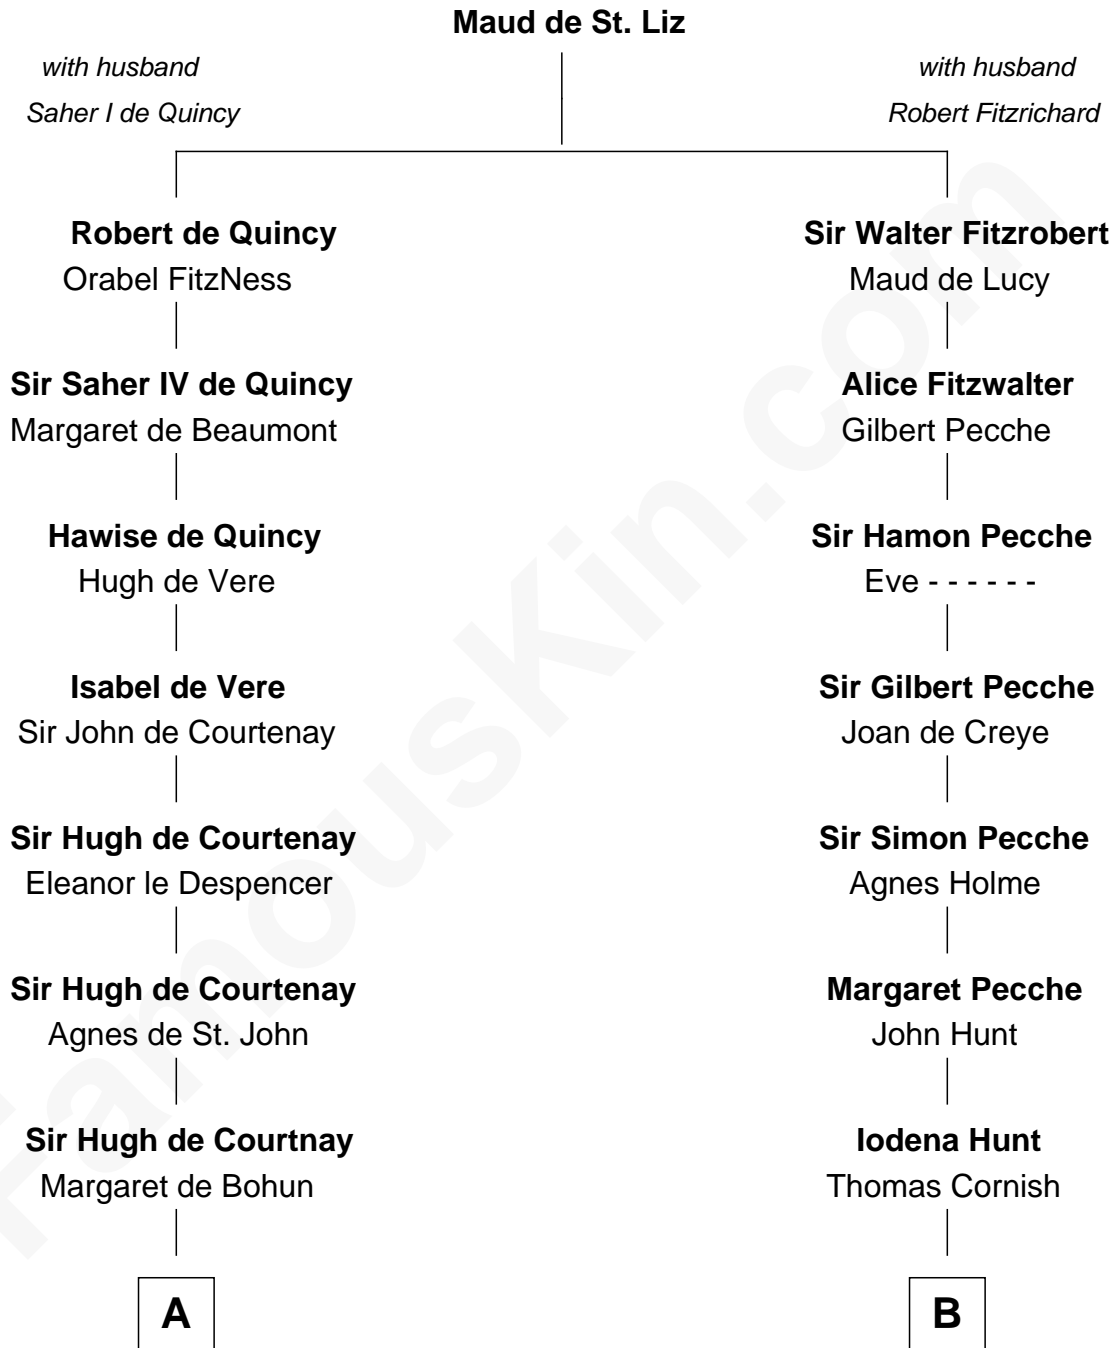 Maud de St. Liz
with husband
Saher I de Quincy
with husband
Robert Fitzrichard
Robert de Quincy
Orabel FitzNess
Sir Walter Fitzrobert
Maud de Lucy
Sir Saher IV de Quincy
Margaret de Beaumont
Alice Fitzwalter
Gilbert Pecche
Hawise de Quincy
Hugh de Vere
Sir Hamon Pecche
Eve - - - - - -
Isabel de Vere
Sir John de Courtenay
Sir Gilbert Pecche
Joan de Creye
Sir Hugh de Courtenay
Eleanor le Despencer
Sir Simon Pecche
Agnes Holme
Sir Hugh de Courtenay
Agnes de St. John
Margaret Pecche
John Hunt
Sir Hugh de Courtnay
Margaret de Bohun
Iodena Hunt
Thomas Cornish
A
B
FamousKin.com